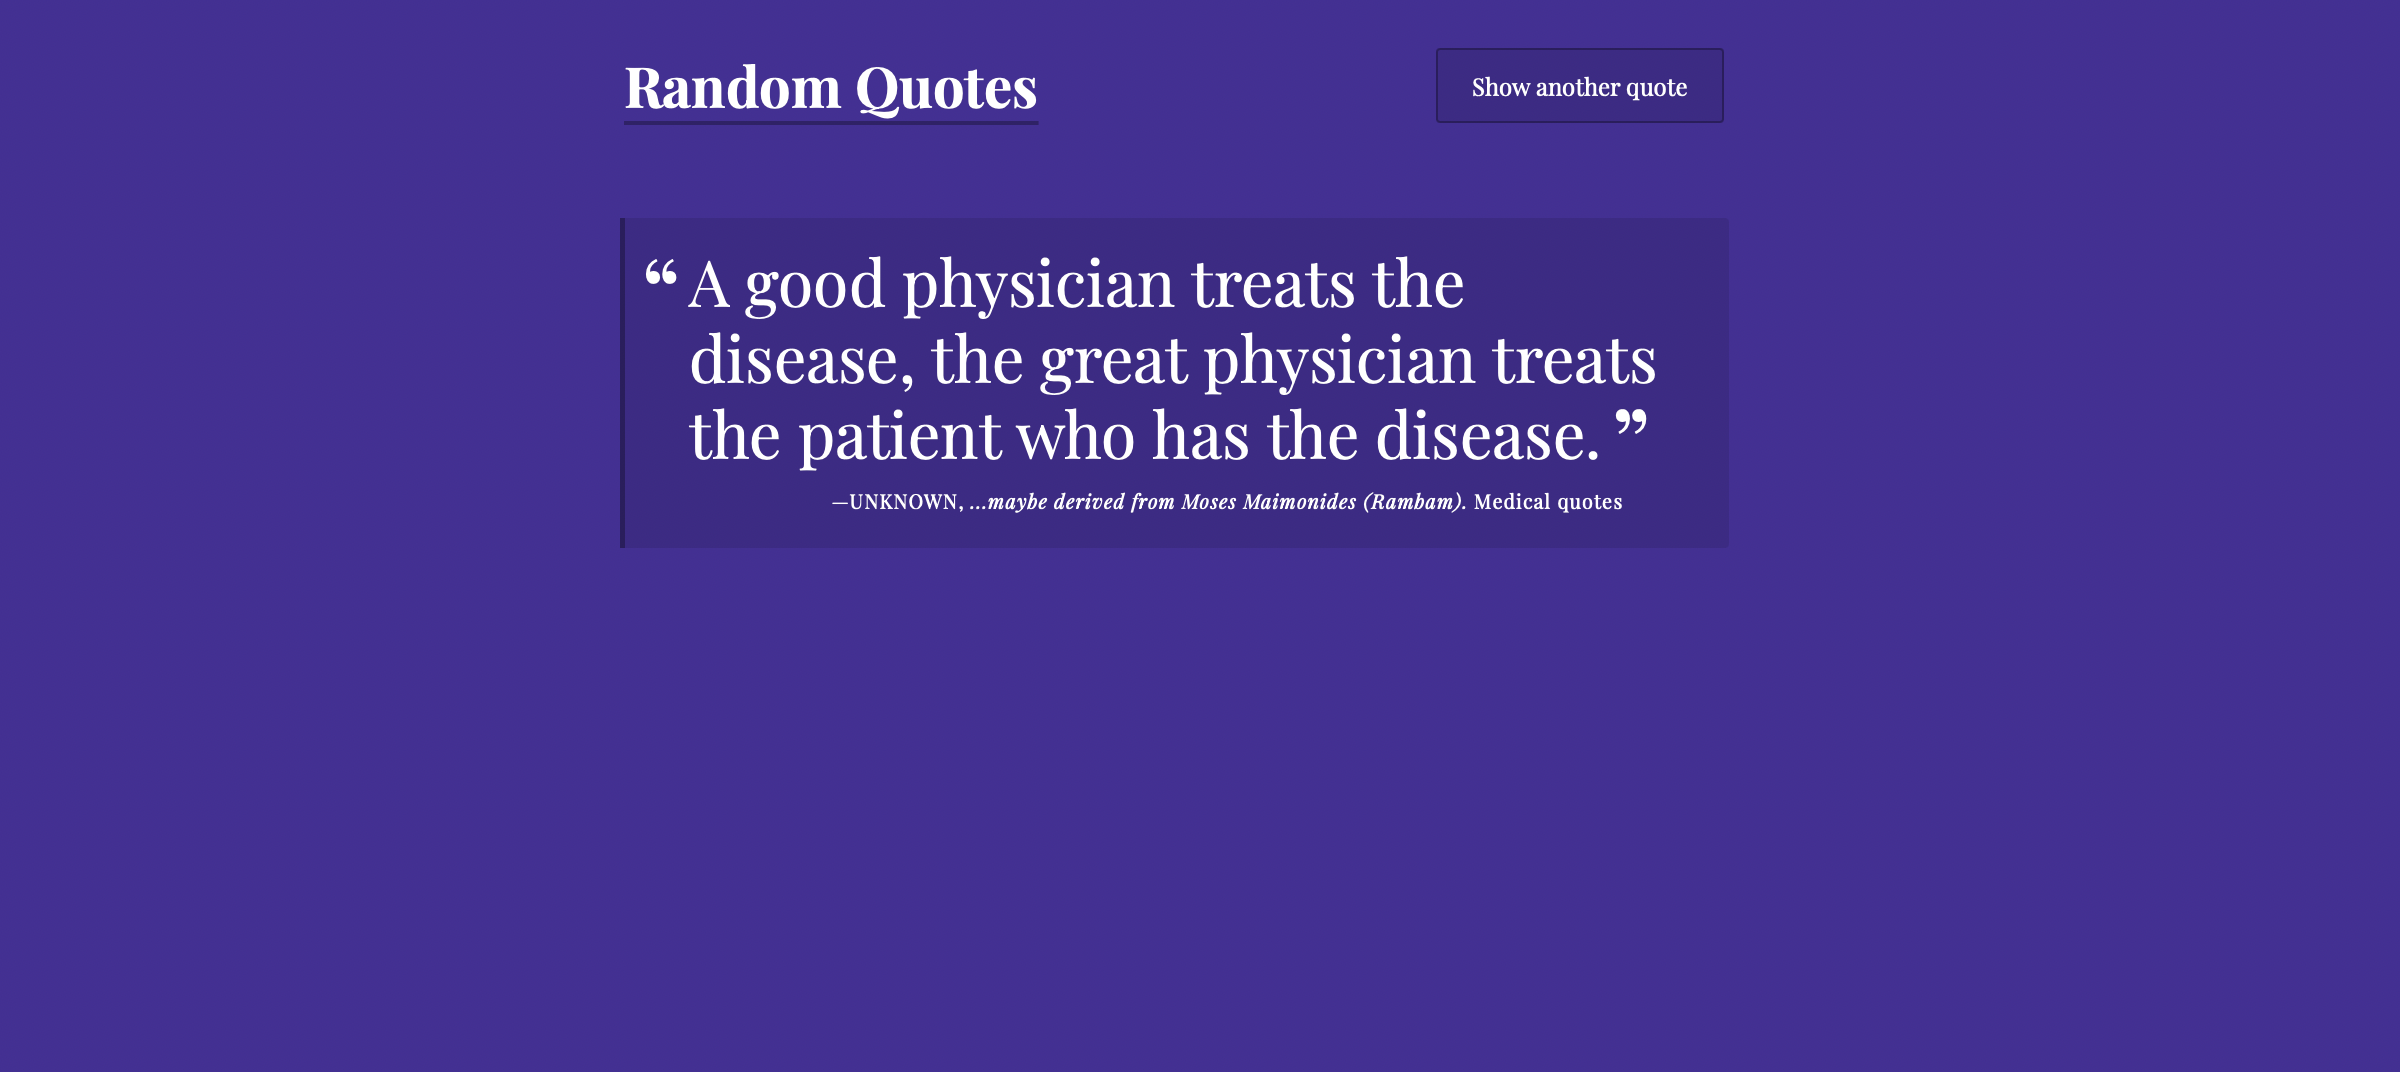 Random Quotes
Show another quote
“ A good physician treats the
disease, the great physician treats
the patient who has the disease. ”
—UNKNOWN, ...maybe derived from Moses Maimonides (Rambam). Medical quotes